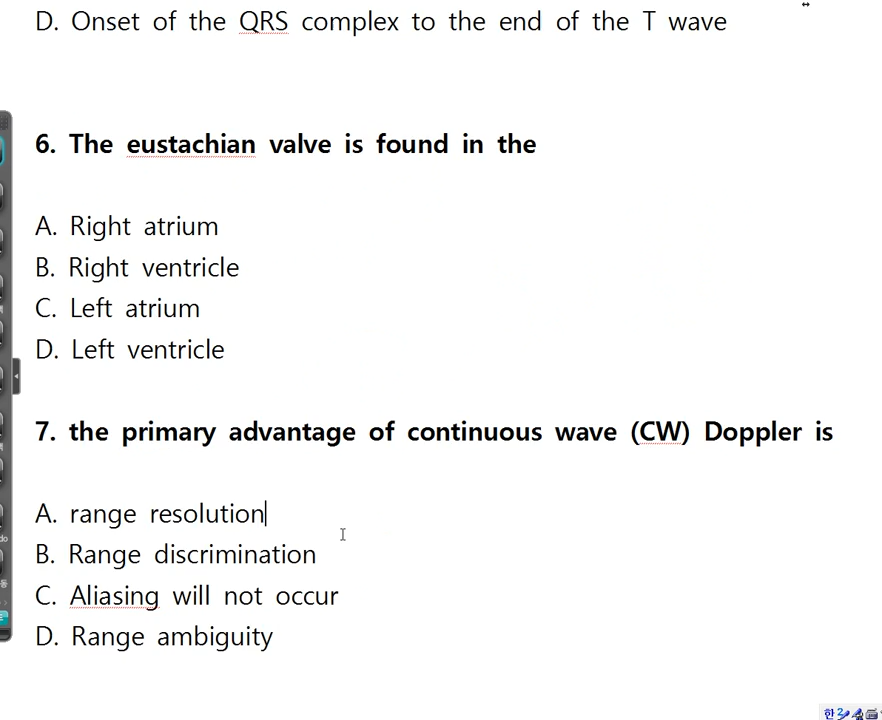 D. Onset of the QRS complex to the end of the T wave
6. The eustachian valve is found in the
A. Right atrium
B. Right ventricle
C. Left atrium
D. Left ventricle
7. the primary advantage of continuous wave (CW) Doppler is
A. range resolution
B. Range discrimination
C. Aliasing will not occur
D. Range ambiguity
한